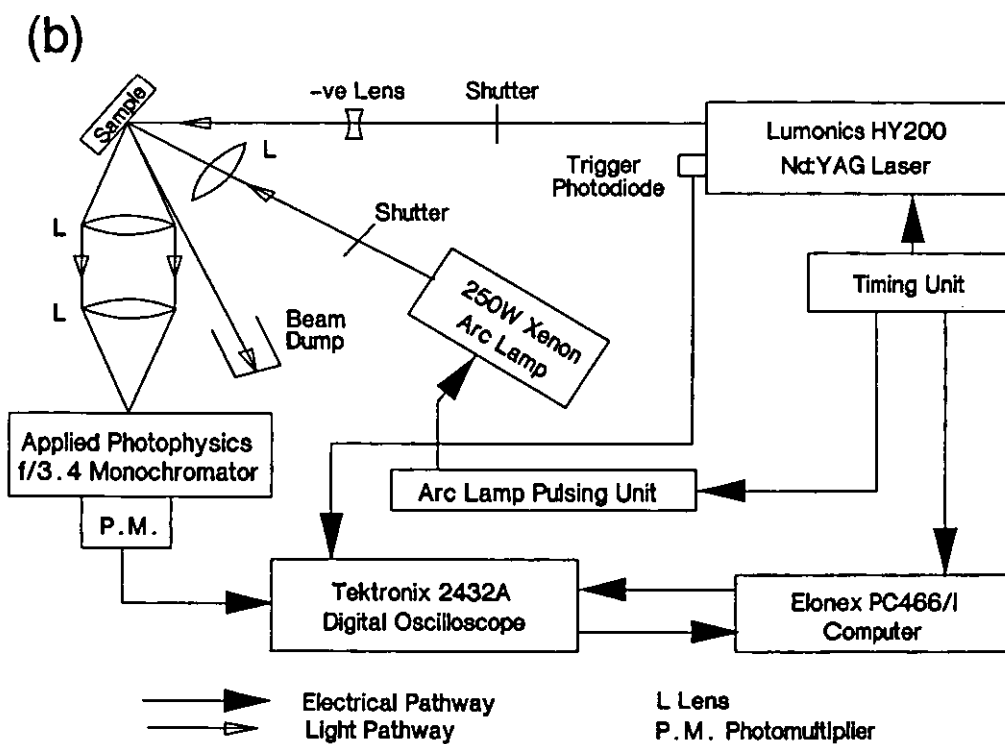 (b)
Sample
-ve Lens
Shutter
Lumonics HY200
Nd:YAG Laser
L
Trigger
Photodiode
Shutter
L
Timing Unit
250W Xenon
Arc Lamp
L
Beam
Dump
Applied Photophysics
f/3.4 Monochromator
Arc Lamp Pulsing Unit
P.M.
Tektronix 2432A
Digital Oscilloscope
Elonex PC466/I
Computer
Electrical Pathway
L Lens
Light Pathway
P.M. Photomultiplier